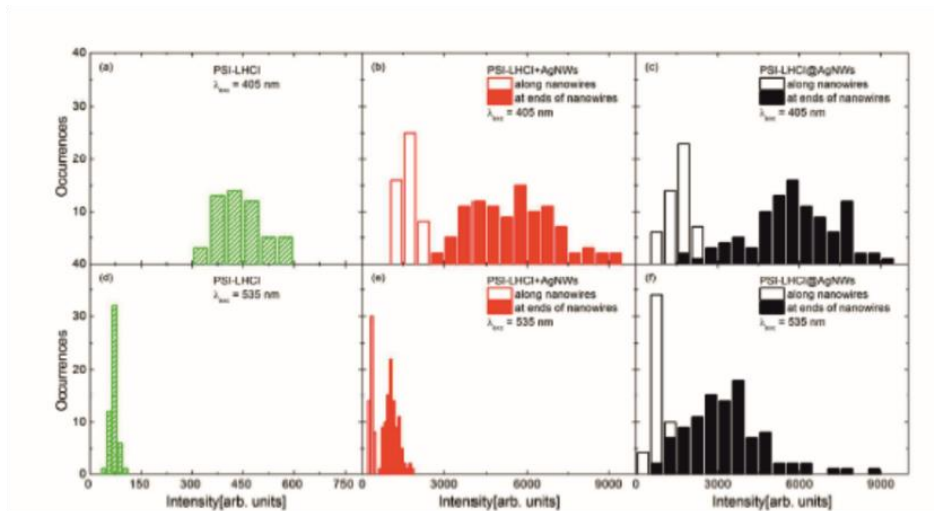 40
(a)
PSI-LHCI
λexc = 405 nm
30
20
10
Occurrences
(b)
PSI-LHCI+AgNWs
along nanowires
at ends of nanowires
λexc = 405 nm
(c)
PSI-LHCI@AgNWs
along nanowires
at ends of nanowires
λexc = 405 nm
40
(d)
PSI-LHCI
λexc = 535 nm
30
20
10
0
Occurrences
(e)
PSI-LHCI+AgNWs
along nanowires
at ends of nanowires
λexc = 535 nm
(f)
PSI-LHCI@AgNWs
along nanowires
at ends of nanowires
λexc = 535 nm
0 150 300 450 600 750
0 3000 6000 9000
0 3000 6000 9000
Intensity[arb. units]
Intensity[arb. units]
Intensity[arb. units]